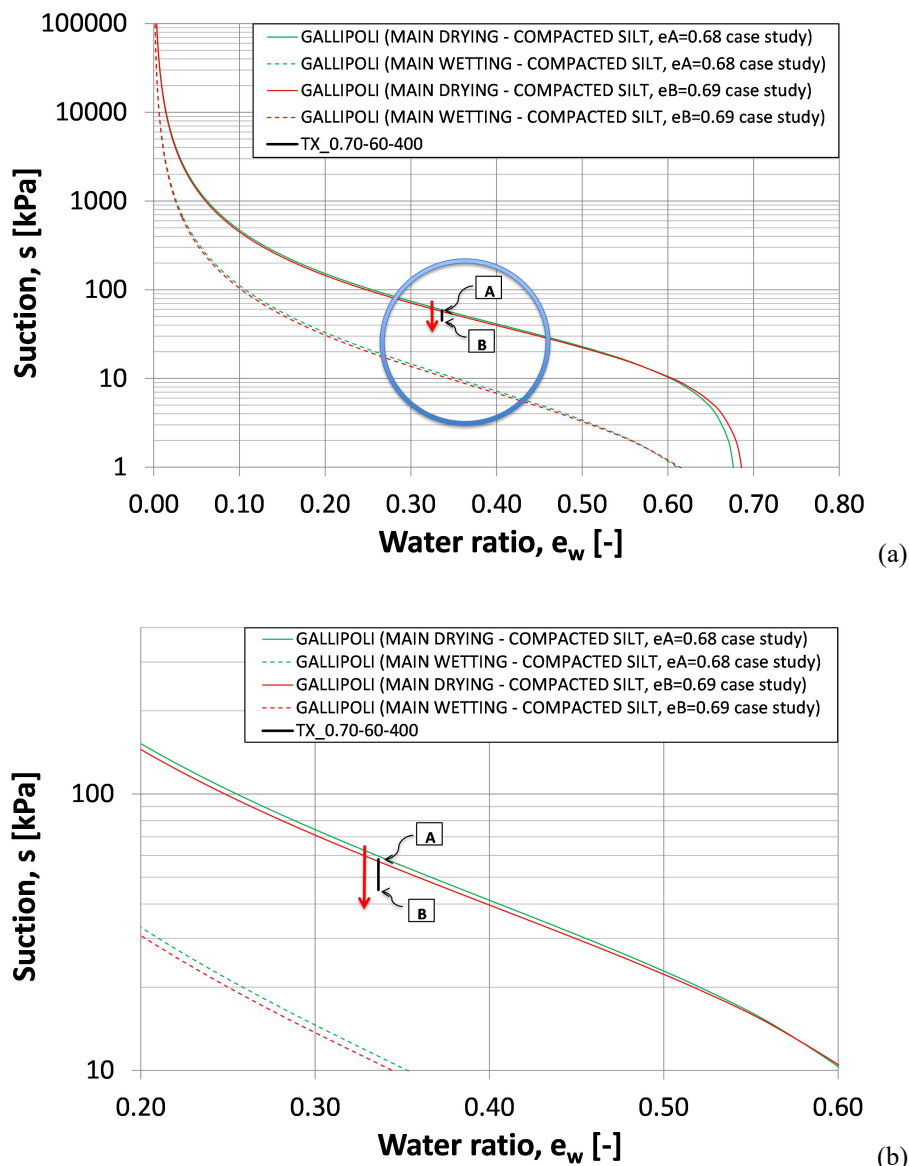 100000
10000
1000
100
10
1
Suction, s [kPa]
GALLIPOLI (MAIN DRYING - COMPACTED SILT, eA=0.68 case study)
GALLIPOLI (MAIN WETTING - COMPACTED SILT, eA=0.68 case study)
GALLIPOLI (MAIN DRYING - COMPACTED SILT, eB=0.69 case study)
GALLIPOLI (MAIN WETTING - COMPACTED SILT, eB=0.69 case study)
TX_0.70-60-400
A
B
0.00 0.10 0.20 0.30 0.40 0.50 0.60 0.70 0.80
Water ratio, e_w [-]
(a)
GALLIPOLI (MAIN DRYING - COMPACTED SILT, eA=0.68 case study)
GALLIPOLI (MAIN WETTING - COMPACTED SILT, eA=0.68 case study)
GALLIPOLI (MAIN DRYING - COMPACTED SILT, eB=0.69 case study)
GALLIPOLI (MAIN WETTING - COMPACTED SILT, eB=0.69 case study)
TX_0.70-60-400
100
10
Suction, s [kPa]
A
B
0.20 0.30 0.40 0.50 0.60
Water ratio, e_w [-]
(b)